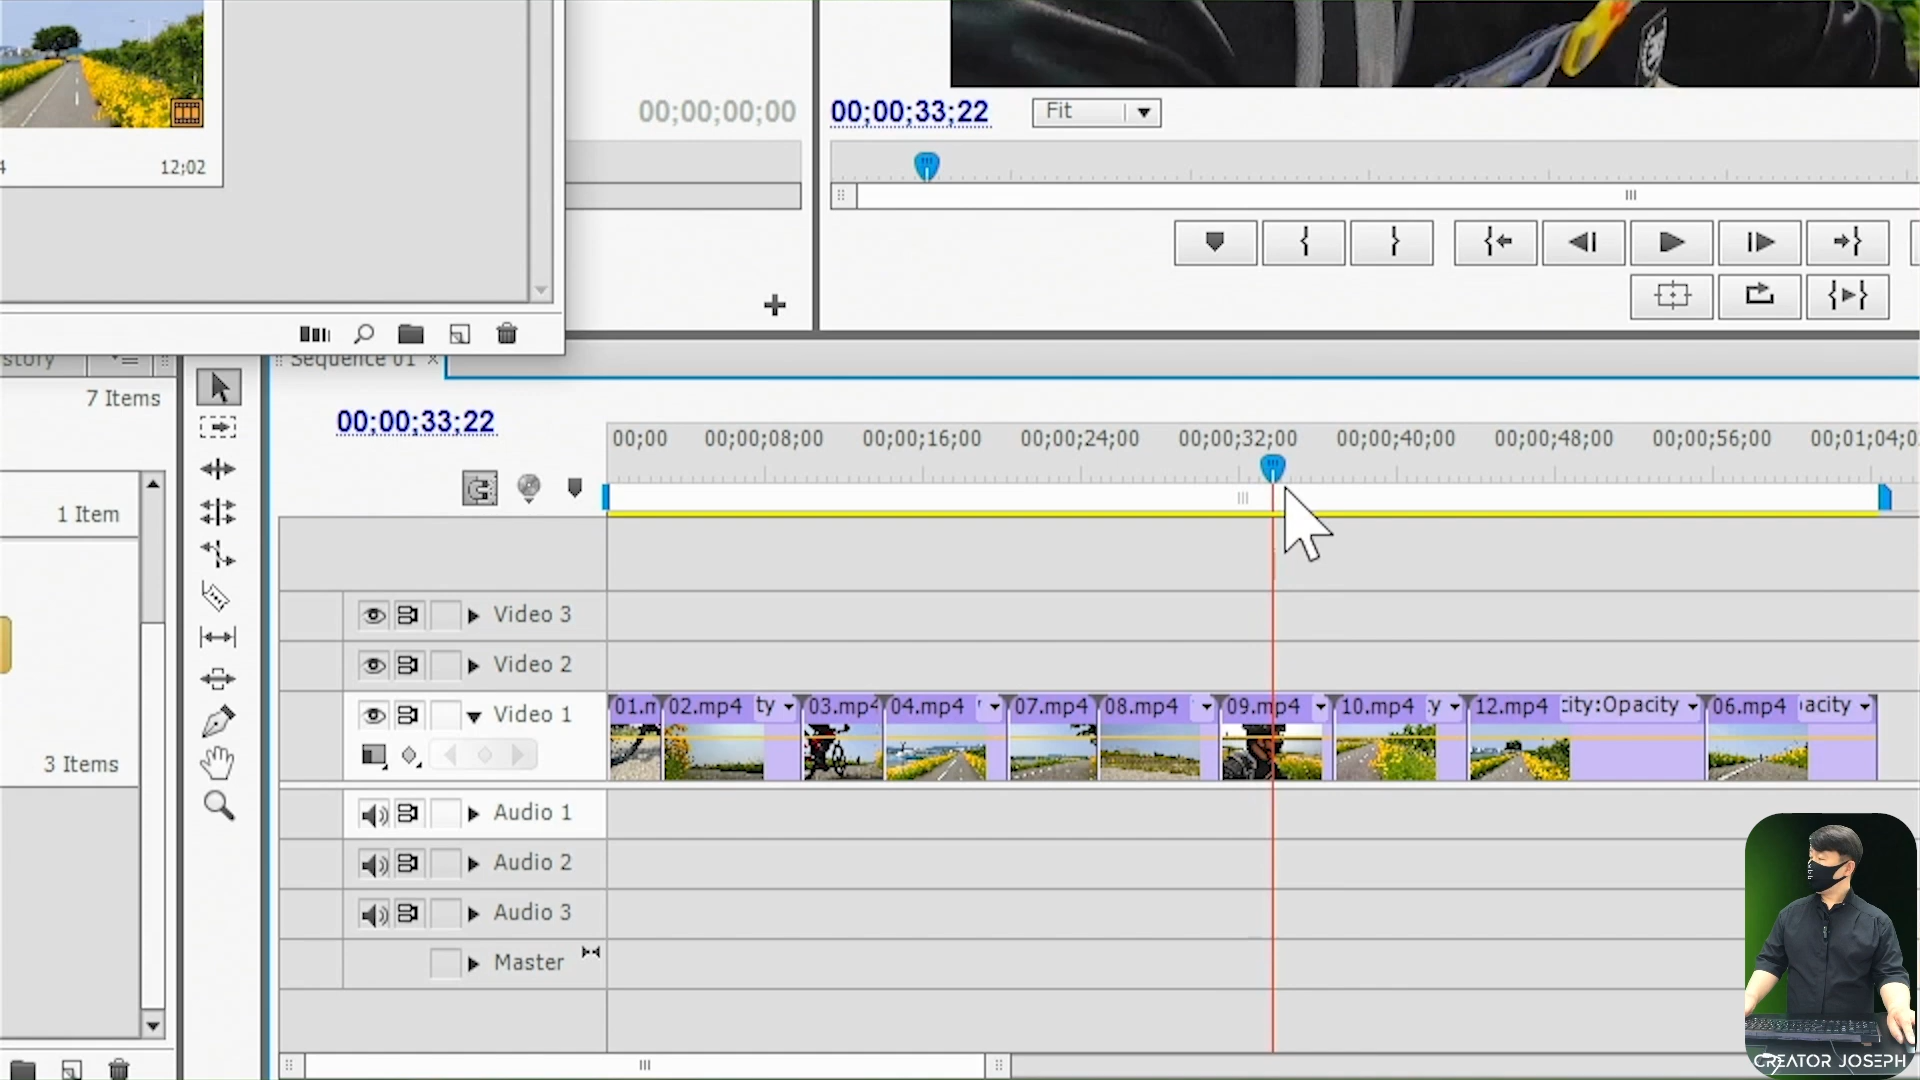 12;02
00;00;00;00
00;00;33;22
Fit
Sequence 01
story
7 Items
1 Item
3 Items
00;00;33;22
00;00 00;00;08;00 00;00;16;00 00;00;24;00 00;00;32;00 00;00;40;00 00;00;48;00 00;00;56;00 00;01;04;0
Video 3
Video 2
Video 1
01.m 02.mp4 ty 03.mp4 04.mp4 07.mp4 08.mp4 09.mp4 10.mp4 y 12.mp4 city:Opacity 06.mp4 acity
Audio 1
Audio 2
Audio 3
Master
CREATOR JOSEPH